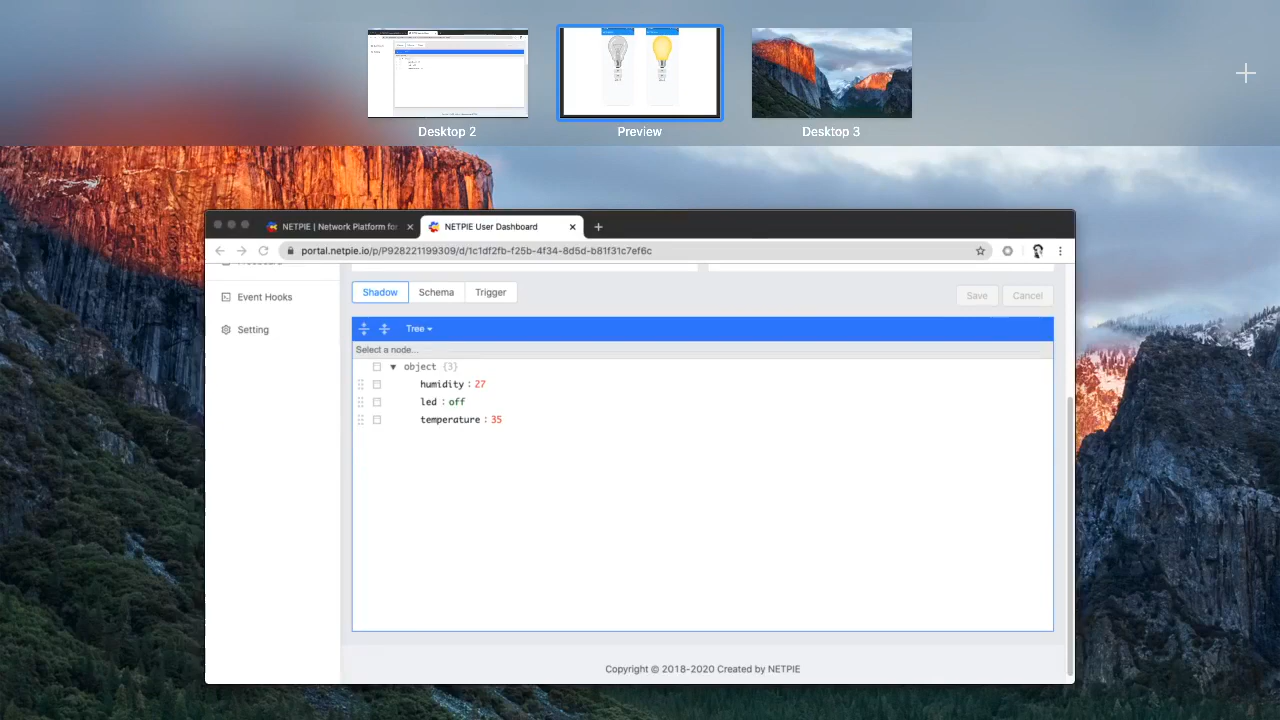 Desktop 2
Preview
Desktop 3
NETPIE | Network Platform for
NETPIE User Dashboard
portal.netpie.io/p/P928221199309/d/1c1df2fb-f25b-4f34-8d5d-b81f31c7ef6c
Event Hooks
Setting
Shadow
Schema
Trigger
Save
Cancel
Tree
Select a node...
object {3}
humidity : 27
led : off
temperature : 35
Copyright © 2018-2020 Created by NETPIE